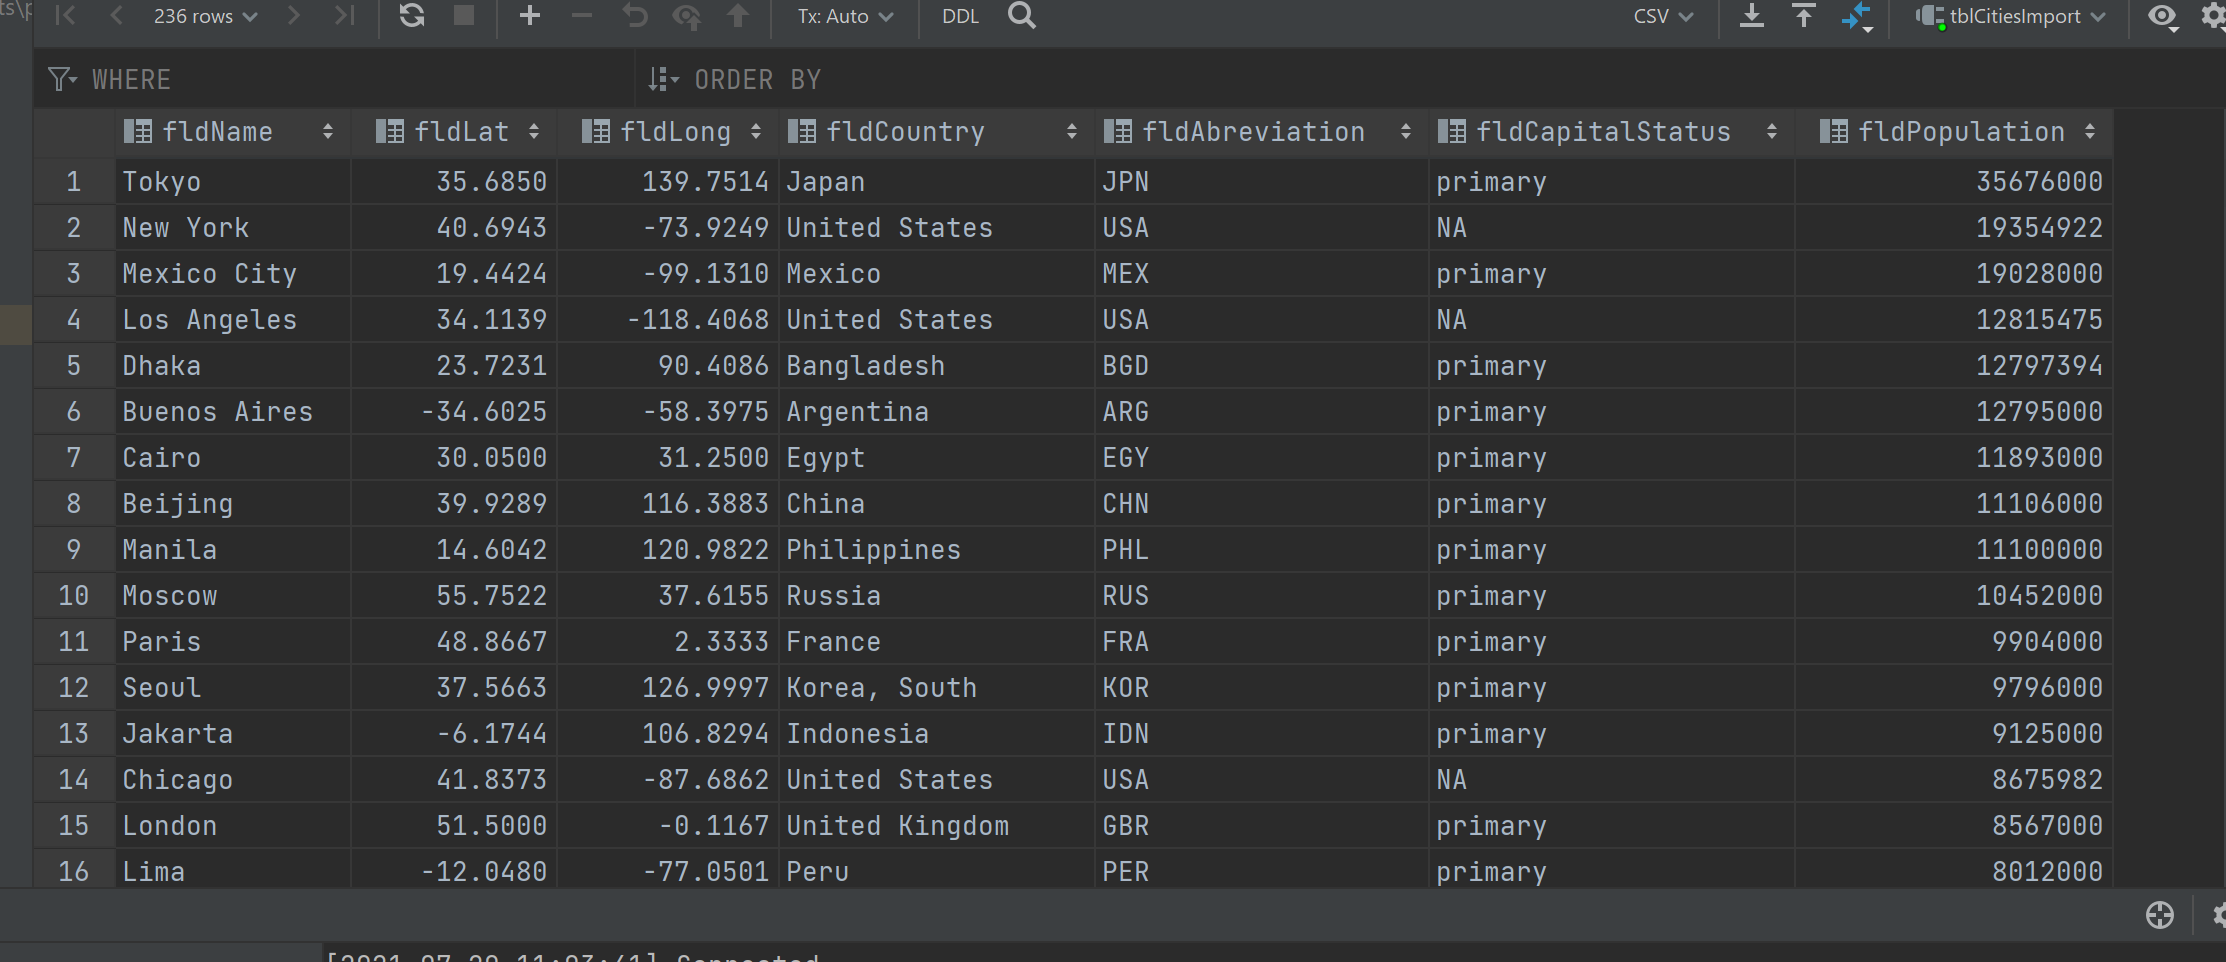 ts\p 236 rows Tx: Auto DDL CSV tblCitiesImport
WHERE ORDER BY
fldName fldLat fldLong fldCountry fldAbreviation fldCapitalStatus fldPopulation
1 Tokyo 35.6850 139.7514 Japan JPN primary 35676000
2 New York 40.6943 -73.9249 United States USA NA 19354922
3 Mexico City 19.4424 -99.1310 Mexico MEX primary 19028000
4 Los Angeles 34.1139 -118.4068 United States USA NA 12815475
5 Dhaka 23.7231 90.4086 Bangladesh BGD primary 12797394
6 Buenos Aires -34.6025 -58.3975 Argentina ARG primary 12795000
7 Cairo 30.0500 31.2500 Egypt EGY primary 11893000
8 Beijing 39.9289 116.3883 China CHN primary 11106000
9 Manila 14.6042 120.9822 Philippines PHL primary 11100000
10 Moscow 55.7522 37.6155 Russia RUS primary 10452000
11 Paris 48.8667 2.3333 France FRA primary 9904000
12 Seoul 37.5663 126.9997 Korea, South KOR primary 9796000
13 Jakarta -6.1744 106.8294 Indonesia IDN primary 9125000
14 Chicago 41.8373 -87.6862 United States USA NA 8675982
15 London 51.5000 -0.1167 United Kingdom GBR primary 8567000
16 Lima -12.0480 -77.0501 Peru PER primary 8012000
Connected